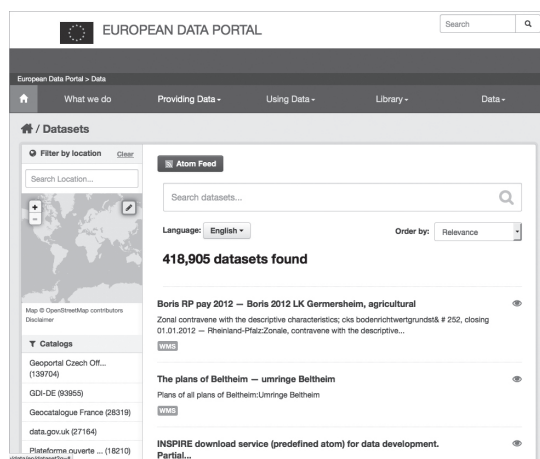 EUROPEAN DATA PORTAL
Search
European Data Portal > Data
What we do
Providing Data
Using Data
Library
Data
/ Datasets
Filter by location
Clear
Search Location...
+
-
Map © OpenStreetMap contributors
Disclaimer
Catalogs
Geoportal Czech Off...
(139704)
GDI-DE (93955)
Geocatalogue France (28319)
data.gov.uk (27164)
Plateforme ouverte ... (18210)
Atom Feed
Search datasets...
Language: English
Order by: Relevance
418,905 datasets found
Boris RP pay 2012 — Boris 2012 LK Germersheim, agricultural
Zonal contravene with the descriptive characteristics; cks bodenrichtwertgrundst& # 252, closing
01.01.2012 — Rheinland-Pfalz:Zonale, contravene with the descriptive...
WMS
The plans of Beltheim — umringe Beltheim
Plans of all plans of Beltheim:Umringe Beltheim
WMS
INSPIRE download service (predefined atom) for data development.
Partial...